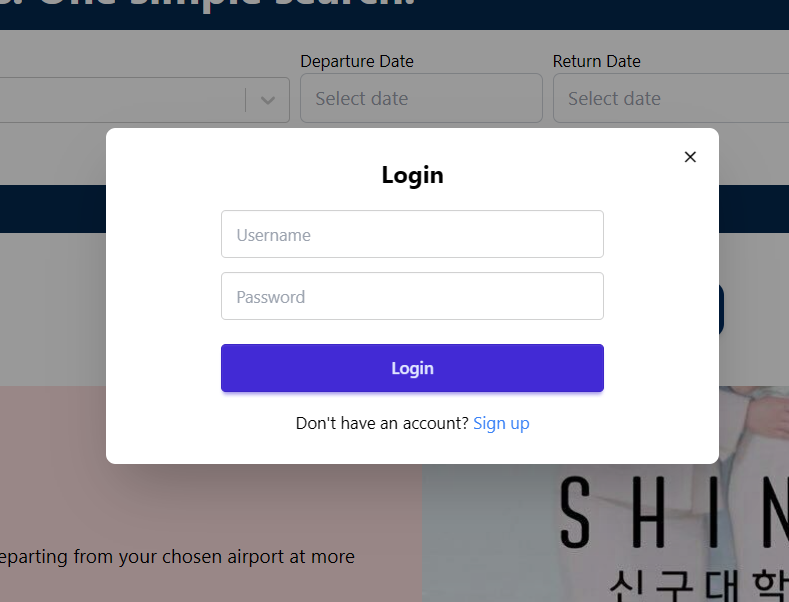 One simple search.
Departure Date
Return Date
Select date
Select date
Login
Username
Password
Login
Don't have an account? Sign up
SHIN
eparting from your chosen airport at more
신구대학